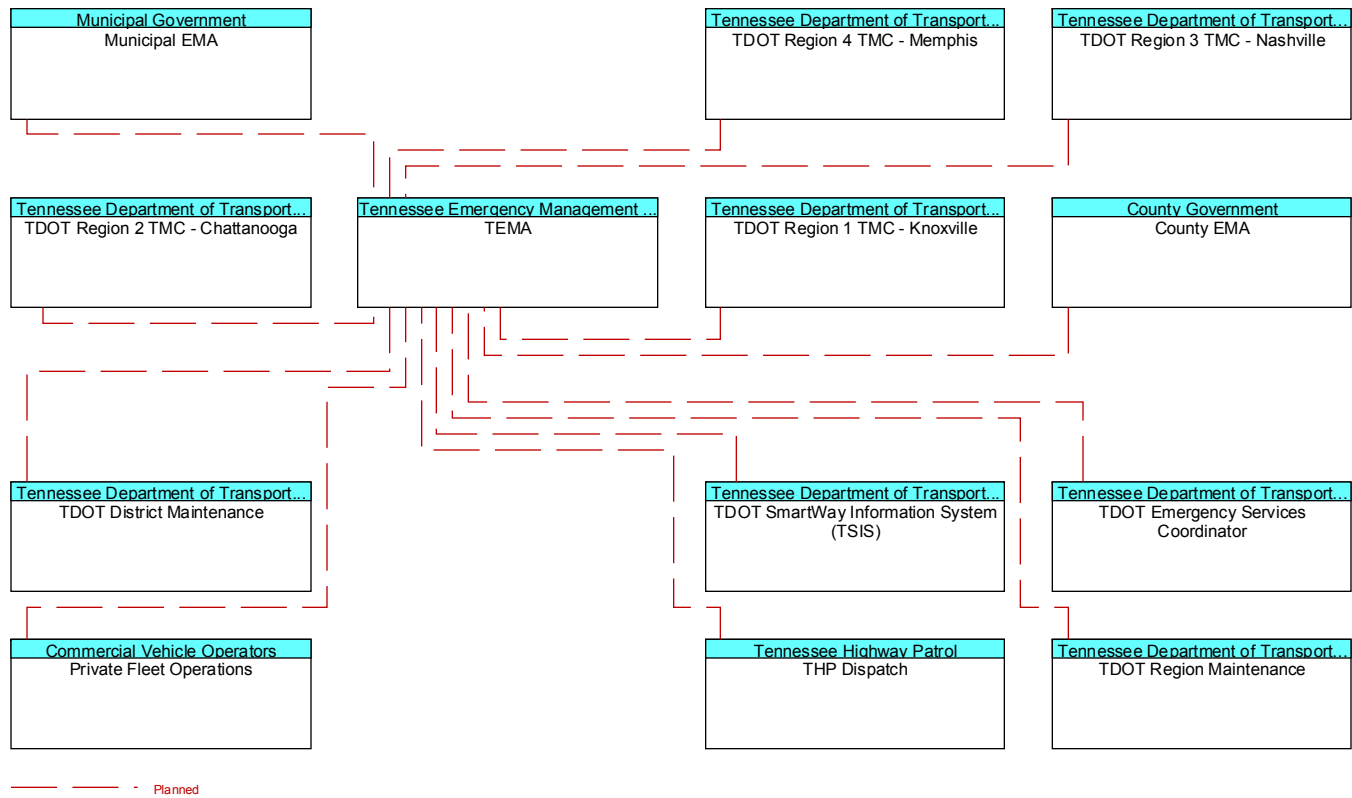 Municipal Government
Municipal EMA
Tennessee Department of Transport...
TDOT Region 4 TMC - Memphis
Tennessee Department of Transport...
TDOT Region 3 TMC - Nashville
Tennessee Department of Transport...
TDOT Region 2 TMC - Chattanooga
Tennessee Emergency Management ...
TEMA
Tennessee Department of Transport...
TDOT Region 1 TMC - Knoxville
County Government
County EMA
Tennessee Department of Transport...
TDOT District Maintenance
Tennessee Department of Transport...
TDOT SmartWay Information System
(TSIS)
Tennessee Department of Transport...
TDOT Emergency Services
Coordinator
Commercial Vehicle Operators
Private Fleet Operations
Tennessee Highway Patrol
THP Dispatch
Tennessee Department of Transport...
TDOT Region Maintenance
Planned